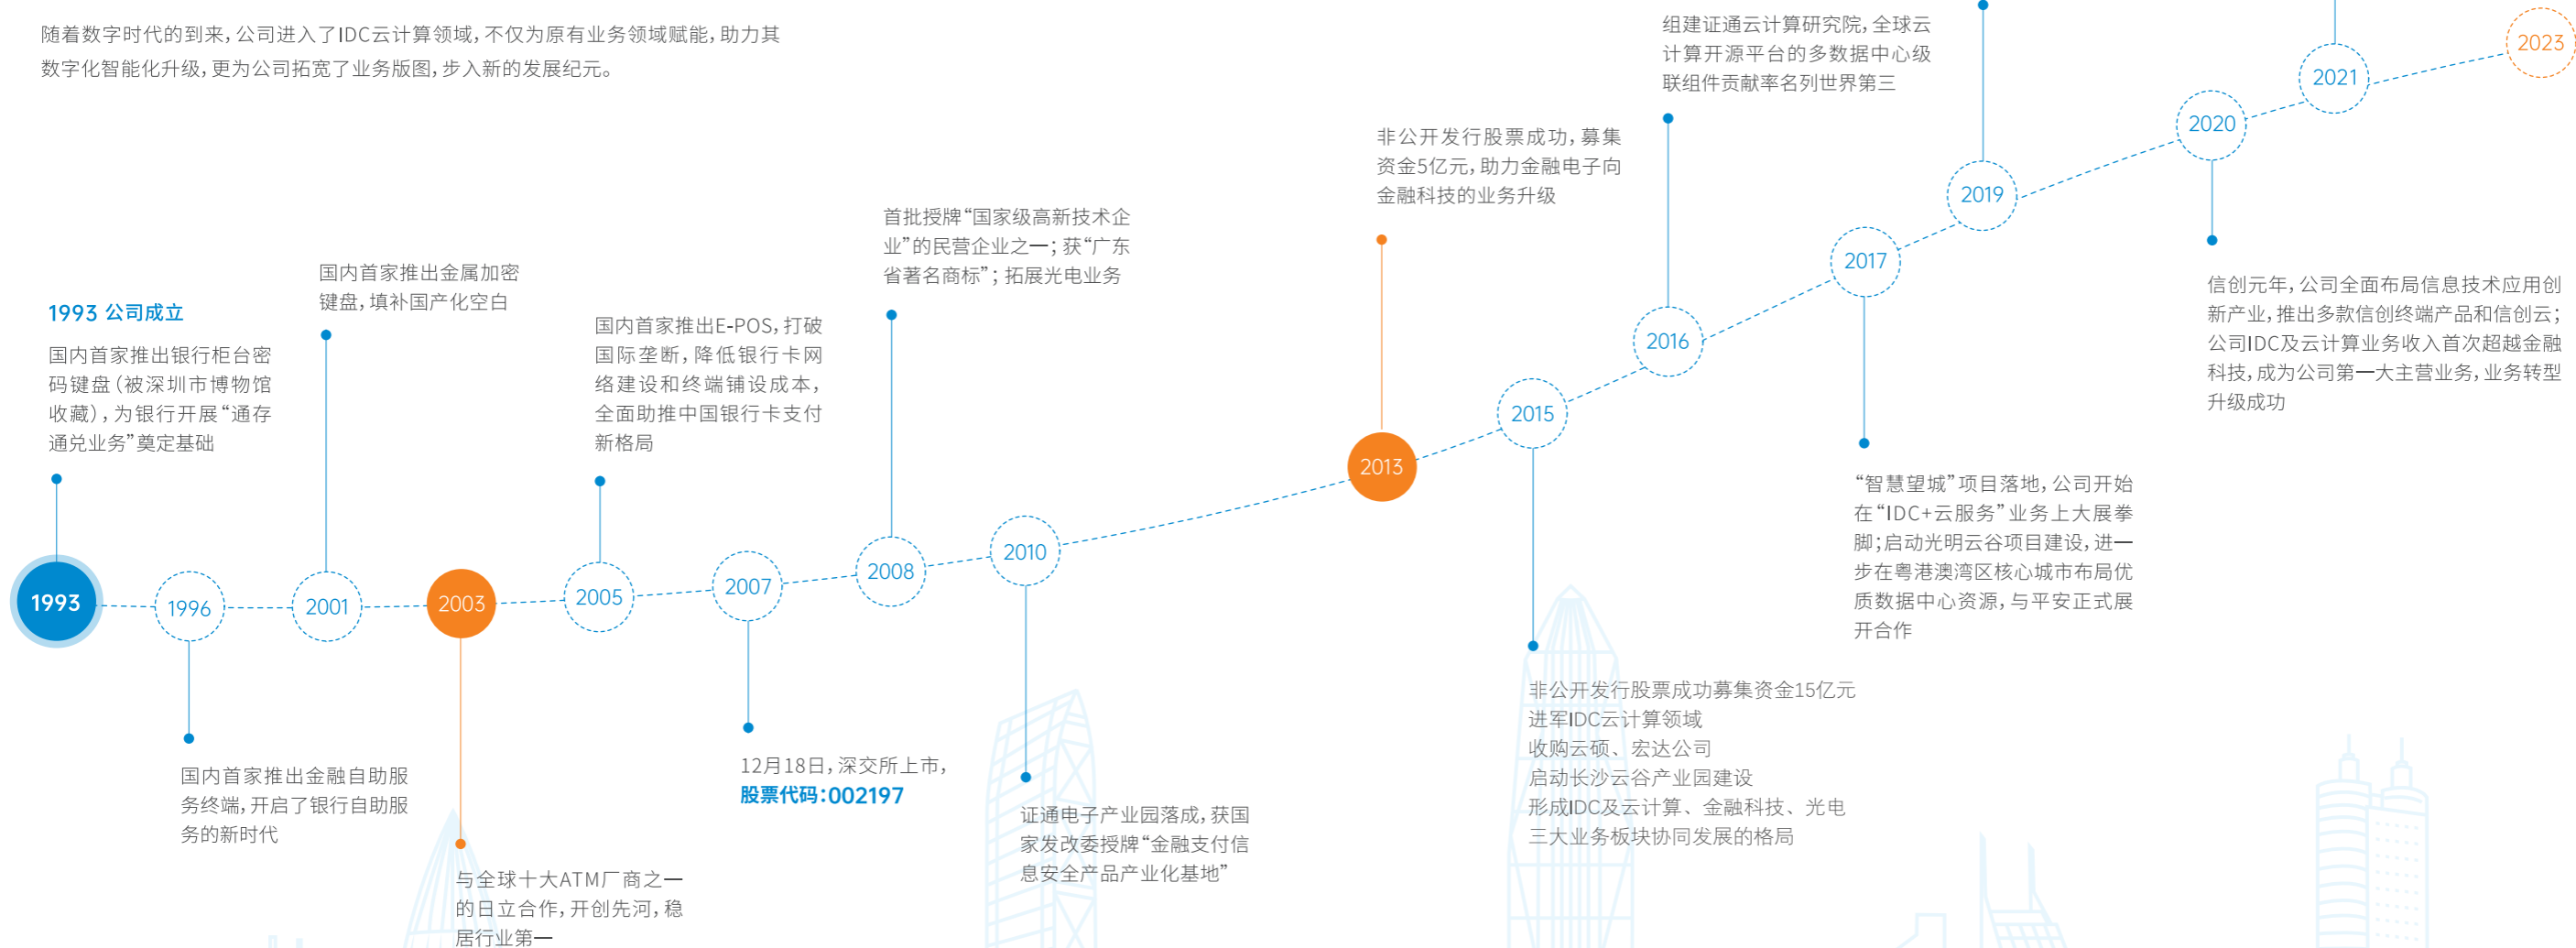 随着数字时代的到来，公司进入了IDC云计算领域，不仅为原有业务领域赋能，助力其
数字化智能化升级，更为公司拓宽了业务版图，步入新的发展纪元。
1993 公司成立
国内首家推出银行柜台密
码键盘（被深圳市博物馆
收藏），为银行开展“通存
通兑业务”奠定基础
1993
1996
国内首家推出金融自助服
务终端，开启了银行自助服
务的新时代
国内首家推出金属加密
键盘，填补国产化空白
2001
2003
与全球十大ATM厂商之一
的日立合作，开创先河，稳
居行业第一
国内首家推出E-POS，打破
国际垄断，降低银行卡网
络建设和终端铺设成本，
全面助推中国银行卡支付
新格局
2005
2007
12月18日，深交所上市，
股票代码：002197
首批授牌“国家级高新技术企
业”的民营企业之一；获“广东
省著名商标”；拓展光电业务
2008
2010
证通电子产业园落成，获国
家发改委授牌“金融支付信
息安全产品产业化基地”
非公开发行股票成功，募集
资金5亿元，助力金融电子向
金融科技的业务升级
2013
2015
非公开发行股票成功募集资金15亿元
进军IDC云计算领域
收购云硕、宏达公司
启动长沙云谷产业园建设
形成IDC及云计算、金融科技、光电
三大业务板块协同发展的格局
组建证通云计算研究院，全球云
计算开源平台的多数据中心级
联组件贡献率名列世界第三
2016
2017
“智慧望城”项目落地，公司开始
在“IDC+云服务”业务上大展拳
脚；启动光明云谷项目建设，进一
步在粤港澳湾区核心城市布局优
质数据中心资源，与平安正式展
开合作
2019
2020
信创元年，公司全面布局信息技术应用创
新产业，推出多款信创终端产品和信创云；
公司IDC及云计算业务收入首次超越金融
科技，成为公司第一大主营业务，业务转型
升级成功
2021
2023